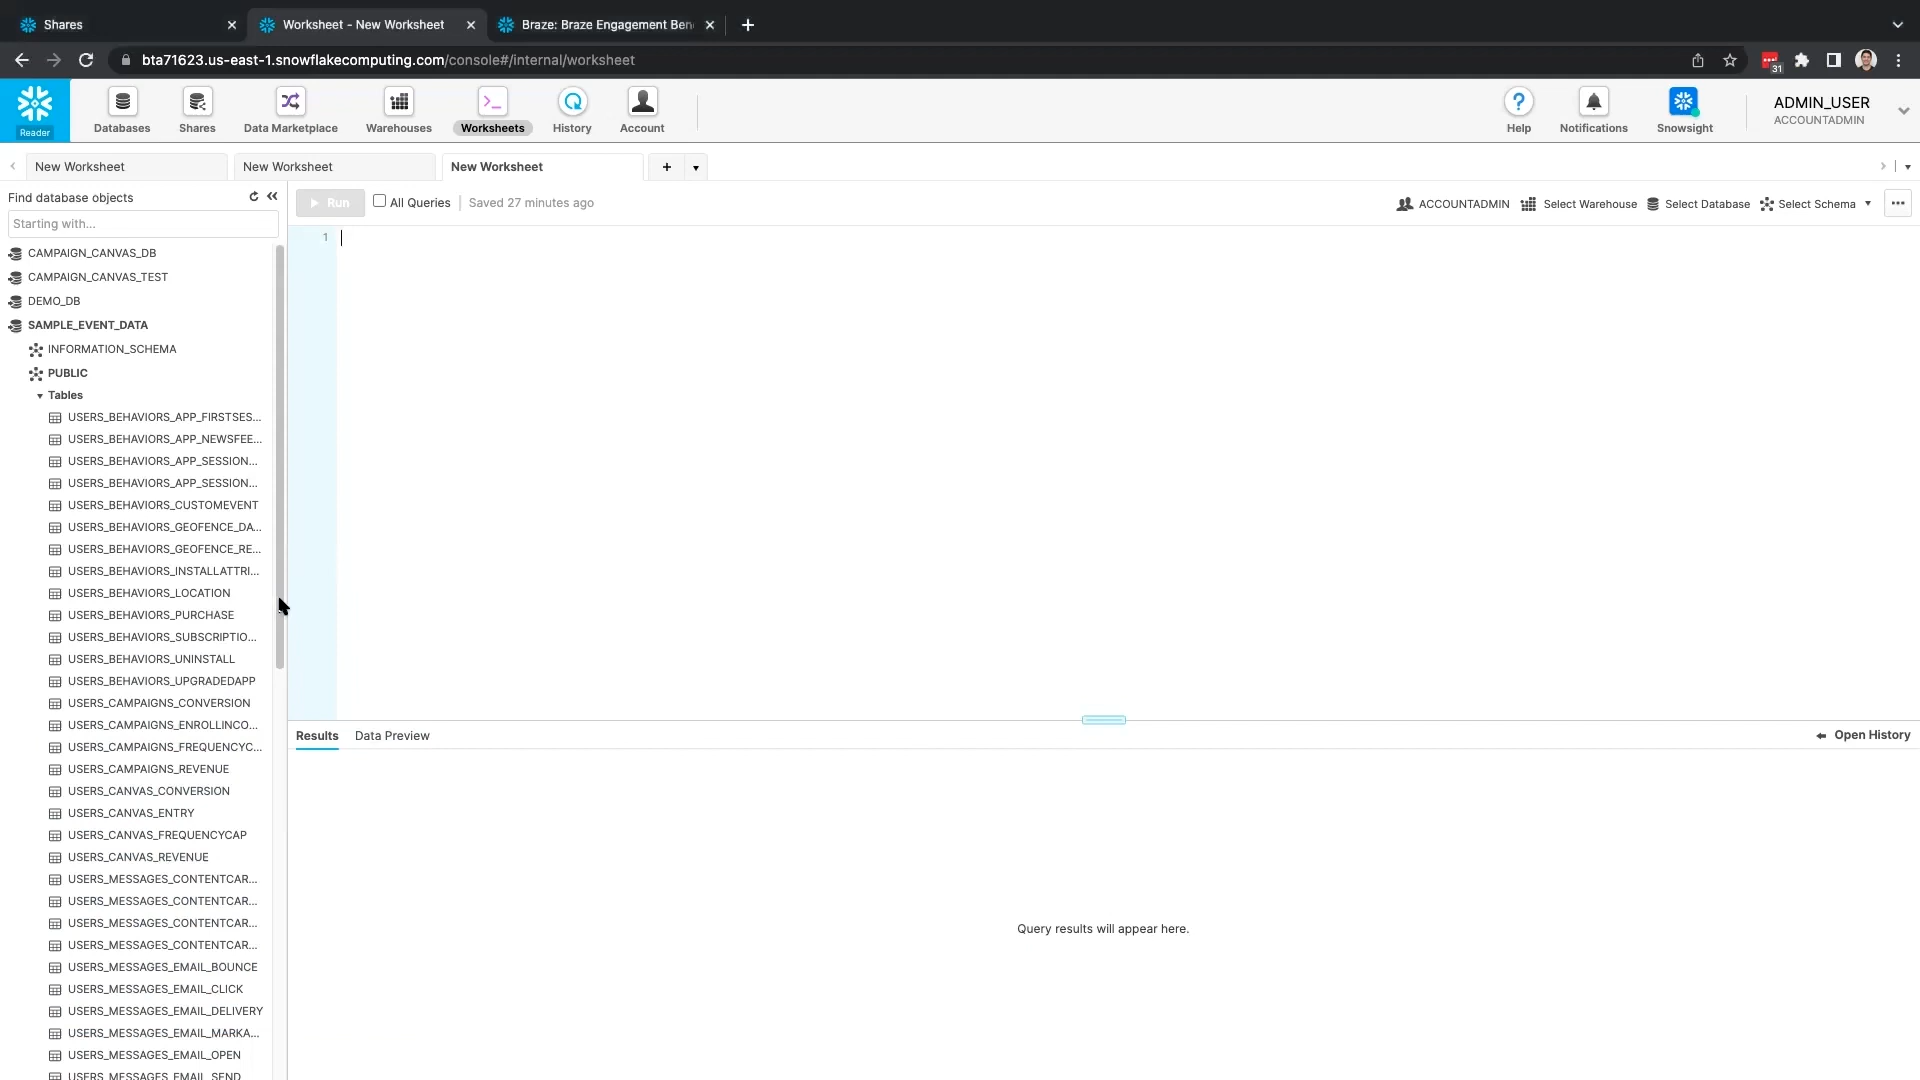 Shares
Worksheet - New Worksheet
Braze: Braze Engagement Ben
bta71623.us-east-1.snowflakecomputing.com/console#/internal/worksheet
31
Reader
Databases
Shares
Data Marketplace
Warehouses
Worksheets
History
Account
Help
Notifications
Snowsight
ADMIN_USER
ACCOUNTADMIN
New Worksheet
New Worksheet
New Worksheet
Find database objects
Starting with...
Run
All Queries
Saved 27 minutes ago
ACCOUNTADMIN
Select Warehouse
Select Database
Select Schema
1
CAMPAIGN_CANVAS_DB
CAMPAIGN_CANVAS_TEST
DEMO_DB
SAMPLE_EVENT_DATA
INFORMATION_SCHEMA
PUBLIC
Tables
USERS_BEHAVIORS_APP_FIRSTSES...
USERS_BEHAVIORS_APP_NEWSFEE...
USERS_BEHAVIORS_APP_SESSION...
USERS_BEHAVIORS_APP_SESSION...
USERS_BEHAVIORS_CUSTOMEVENT
USERS_BEHAVIORS_GEOFENCE_DA...
USERS_BEHAVIORS_GEOFENCE_RE...
USERS_BEHAVIORS_INSTALLATTRI...
USERS_BEHAVIORS_LOCATION
USERS_BEHAVIORS_PURCHASE
USERS_BEHAVIORS_SUBSCRIPTIO...
USERS_BEHAVIORS_UNINSTALL
USERS_BEHAVIORS_UPGRADEDAPP
USERS_CAMPAIGNS_CONVERSION
USERS_CAMPAIGNS_ENROLLINCO...
USERS_CAMPAIGNS_FREQUENCYC...
USERS_CAMPAIGNS_REVENUE
USERS_CANVAS_CONVERSION
USERS_CANVAS_ENTRY
USERS_CANVAS_FREQUENCYCAP
USERS_CANVAS_REVENUE
USERS_MESSAGES_CONTENTCAR...
USERS_MESSAGES_CONTENTCAR...
USERS_MESSAGES_CONTENTCAR...
USERS_MESSAGES_CONTENTCAR...
USERS_MESSAGES_EMAIL_BOUNCE
USERS_MESSAGES_EMAIL_CLICK
USERS_MESSAGES_EMAIL_DELIVERY
USERS_MESSAGES_EMAIL_MARKA...
USERS_MESSAGES_EMAIL_OPEN
USERS_MESSAGES_EMAIL_SEND
Results
Data Preview
Open History
Query results will appear here.